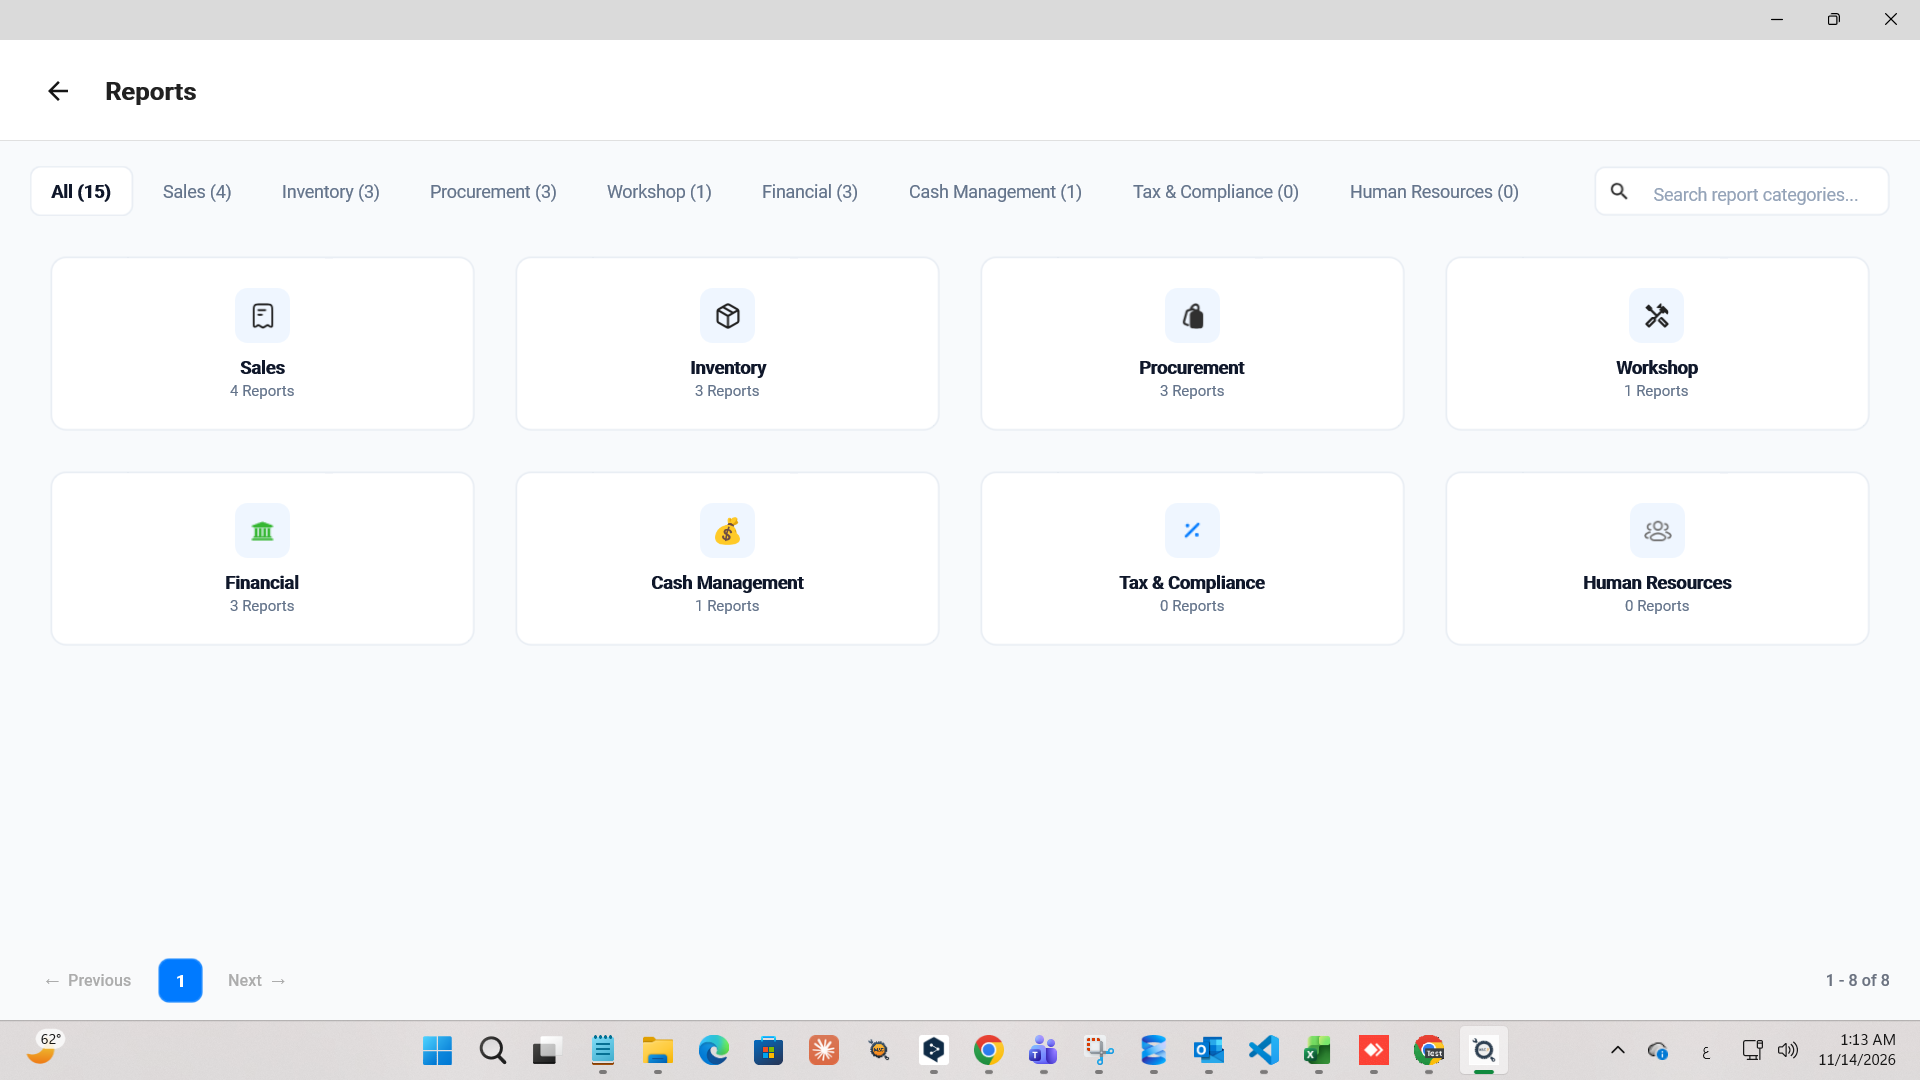 Reports
All (15)
Sales (4)
Inventory (3)
Procurement (3)
Workshop (1)
Financial (3)
Cash Management (1)
Tax & Compliance (0)
Human Resources (0)
Search report categories...
Sales
4 Reports
Inventory
3 Reports
Procurement
3 Reports
Workshop
1 Reports
Financial
3 Reports
Cash Management
1 Reports
Tax & Compliance
0 Reports
Human Resources
0 Reports
← Previous
1
Next →
1 - 8 of 8
62°
Test
ع
1:13 AM
11/14/2026